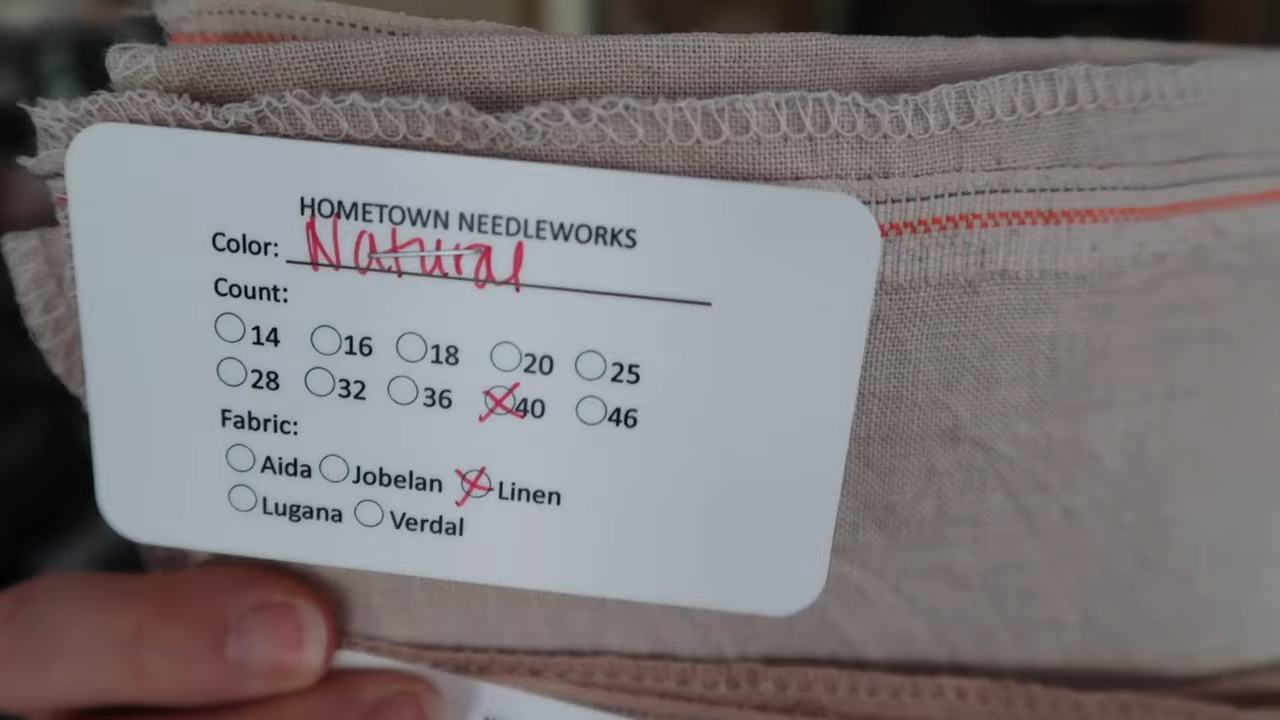 HOMETOWN NEEDLEWORKS
Color: Natural
Count:
14 16 18 20 25
28 32 36 40 46
Fabric:
Aida Jobelan Linen
Lugana Verdal